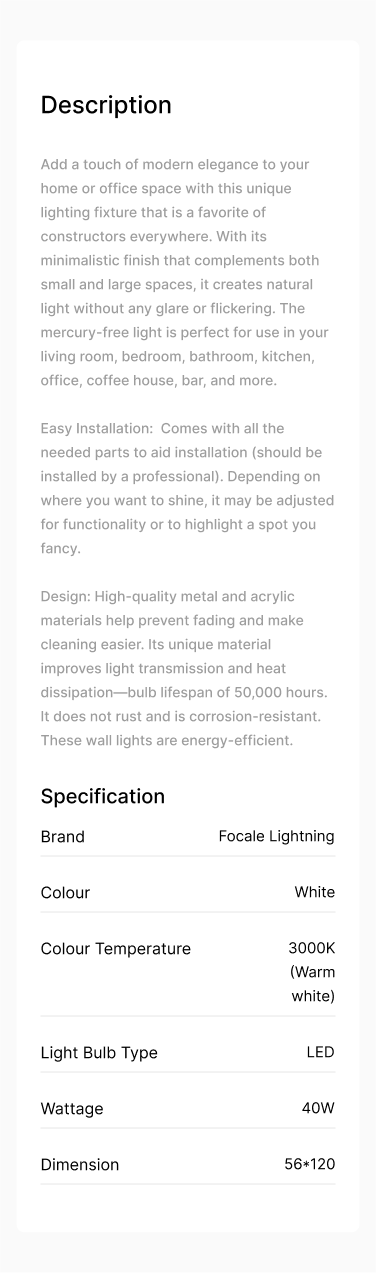 Description
Add a touch of modern elegance to your
home or office space with this unique
lighting fixture that is a favorite of
constructors everywhere. With its
minimalistic finish that complements both
small and large spaces, it creates natural
light without any glare or flickering. The
mercury-free light is perfect for use in your
living room, bedroom, bathroom, kitchen,
office, coffee house, bar, and more.
Easy Installation:  Comes with all the
needed parts to aid installation (should be
installed by a professional). Depending on
where you want to shine, it may be adjusted
for functionality or to highlight a spot you
fancy.
Design: High-quality metal and acrylic
materials help prevent fading and make
cleaning easier. Its unique material
improves light transmission and heat
dissipation—bulb lifespan of 50,000 hours.
It does not rust and is corrosion-resistant.
These wall lights are energy-efficient.
Specification
Brand Focale Lightning
Colour White
Colour Temperature 3000K
(Warm
white)
Light Bulb Type LED
Wattage 40W
Dimension 56*120